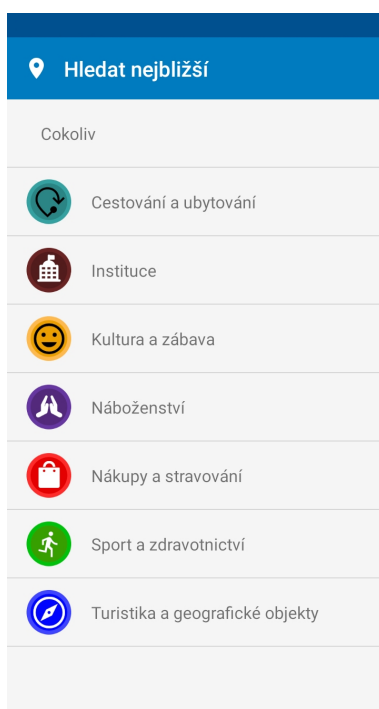 Hledat nejbližší
Cokoliv
Cestování a ubytování
Instituce
Kultura a zábava
Náboženství
Nákupy a stravování
Sport a zdravotnictví
Turistika a geografické objekty